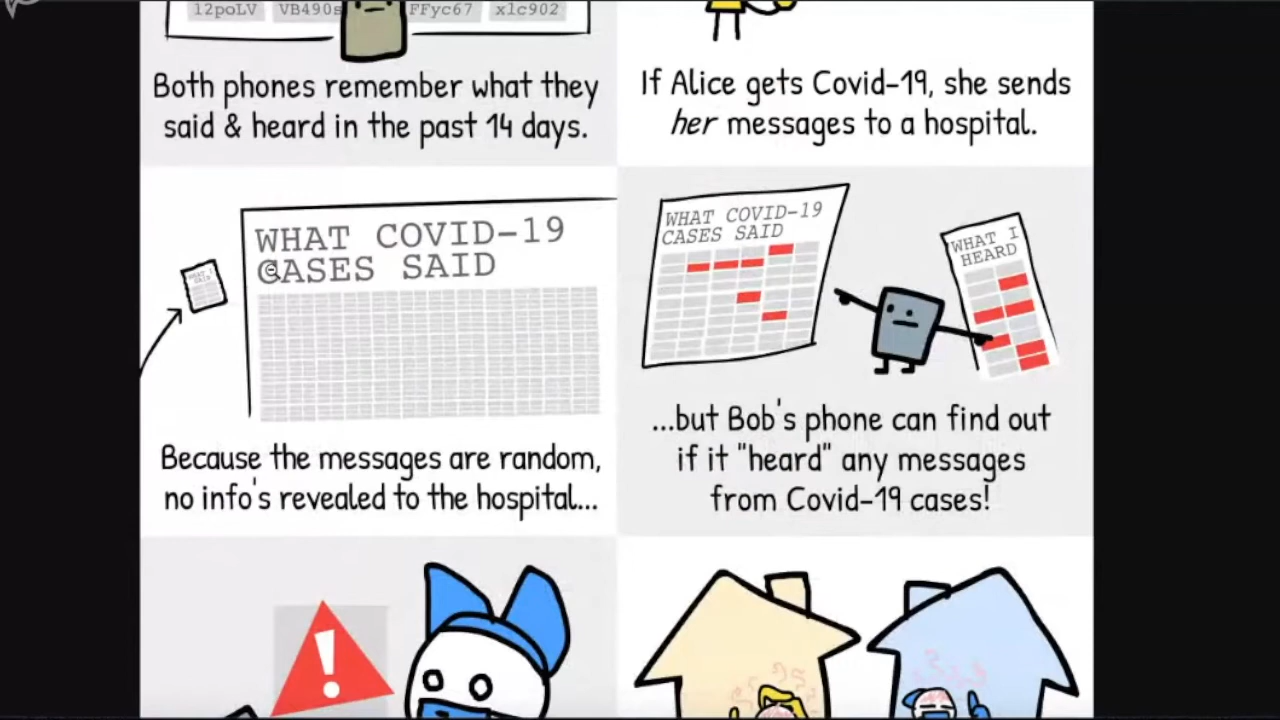 12poLV VB490s FFyc67 xlc902
Both phones remember what they
said & heard in the past 14 days.
If Alice gets Covid-19, she sends
her messages to a hospital.
WHAT COVID-19
CASES SAID
Because the messages are random,
no info's revealed to the hospital...
WHAT COVID-19
CASES SAID
WHAT I
HEARD
...but Bob's phone can find out
if it "heard" any messages
from Covid-19 cases!
!